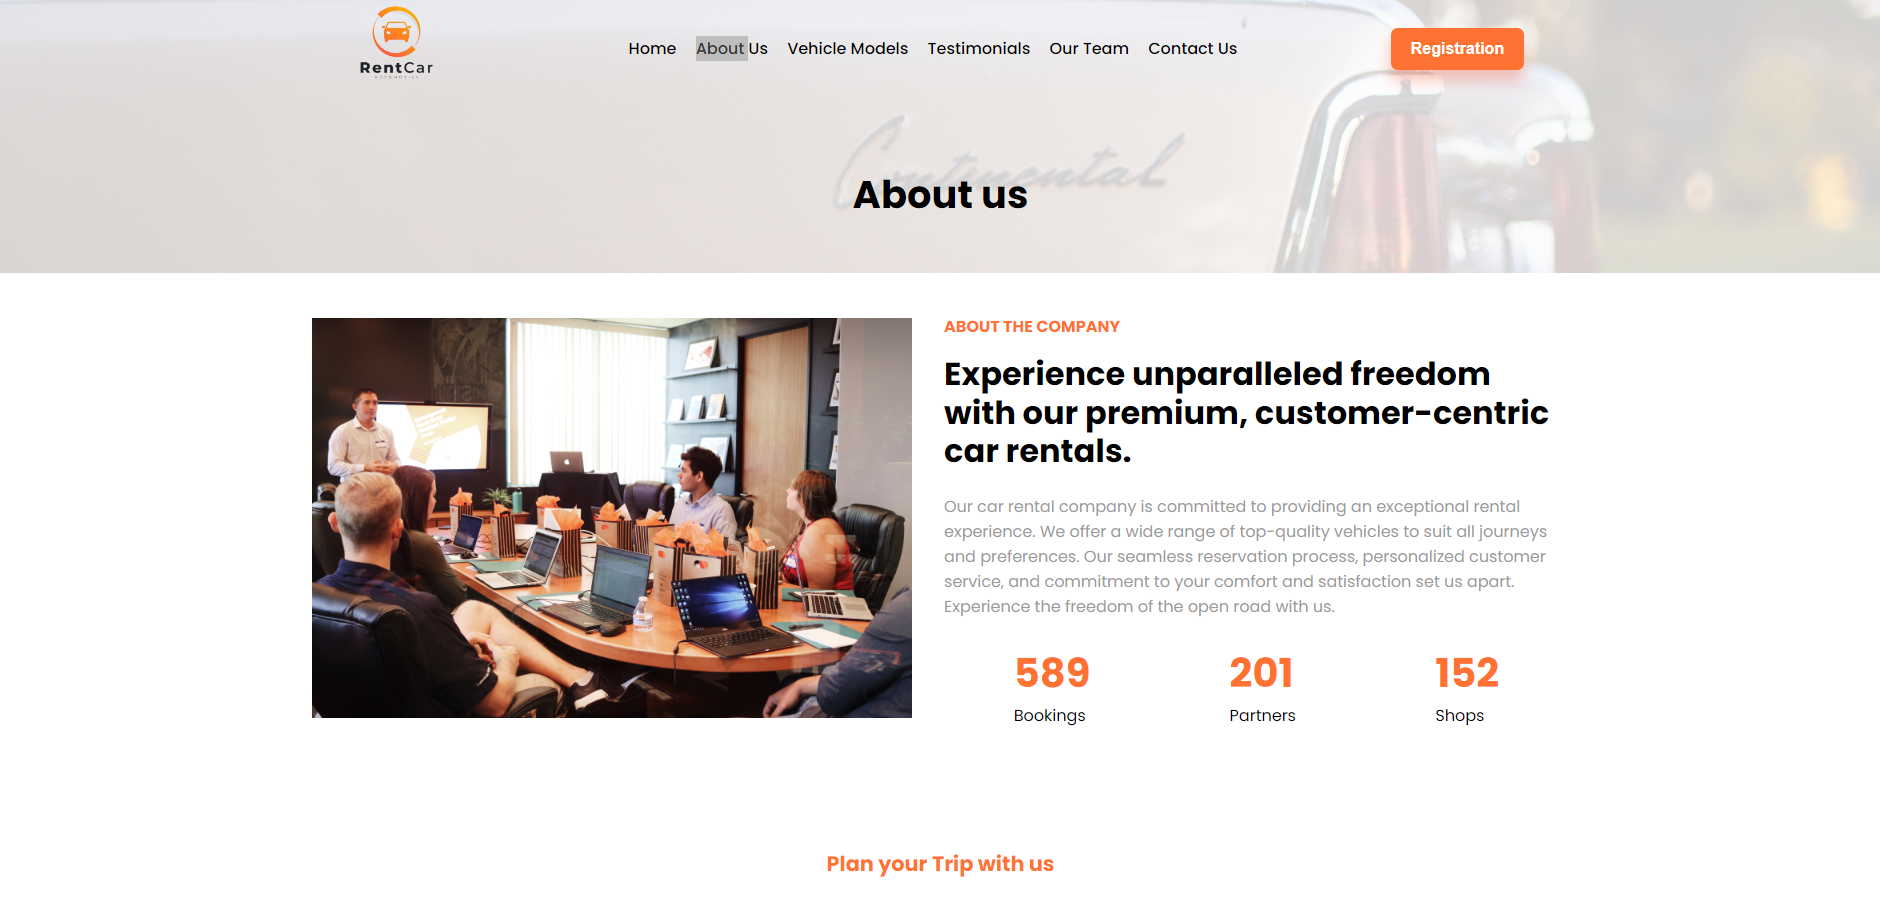 RentCar
AUTOMOTIVE
Home About Us Vehicle Models Testimonials Our Team Contact Us
Registration
Continental
About us
ABOUT THE COMPANY
Experience unparalleled freedom
with our premium, customer-centric
car rentals.
Our car rental company is committed to providing an exceptional rental
experience. We offer a wide range of top-quality vehicles to suit all journeys
and preferences. Our seamless reservation process, personalized customer
service, and commitment to your comfort and satisfaction set us apart.
Experience the freedom of the open road with us.
589 201 152
Bookings Partners Shops
Plan your Trip with us